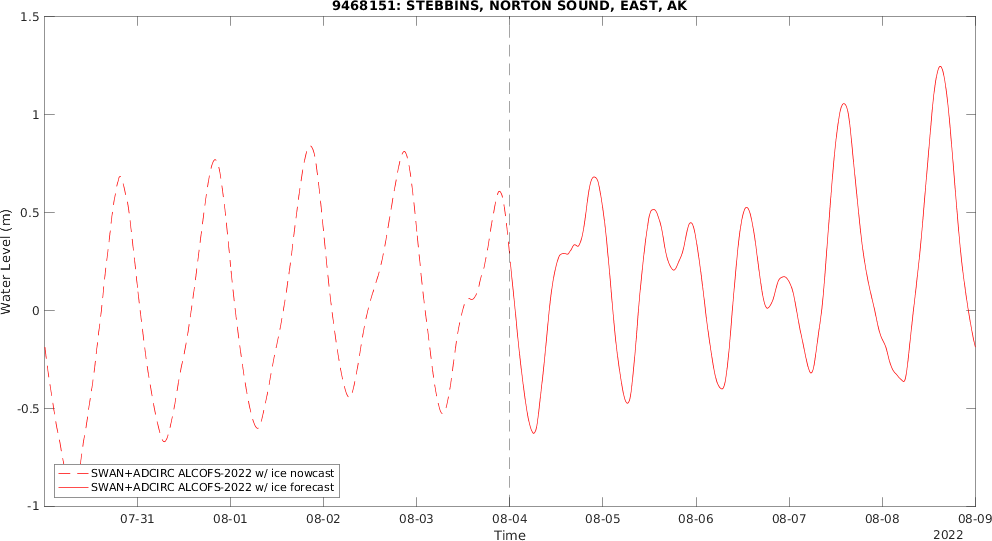 9468151: STEBBINS, NORTON SOUND, EAST, AK
1.5
1
0.5
0
-0.5
-1
Water Level (m)
SWAN+ADCIRC ALCOFS-2022 w/ ice nowcast
SWAN+ADCIRC ALCOFS-2022 w/ ice forecast
07-31 08-01 08-02 08-03 08-04 08-05 08-06 08-07 08-08 08-09
Time
2022